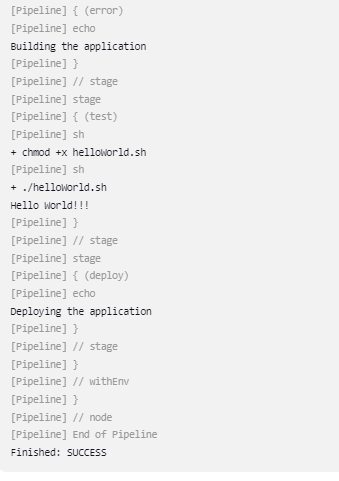 [Pipeline] { (error)
[Pipeline] echo
Building the application
[Pipeline] }
[Pipeline] // stage
[Pipeline] stage
[Pipeline] { (test)
[Pipeline] sh
+ chmod +x helloWorld.sh
[Pipeline] sh
+ ./helloWorld.sh
Hello World!!!
[Pipeline] }
[Pipeline] // stage
[Pipeline] stage
[Pipeline] { (deploy)
[Pipeline] echo
Deploying the application
[Pipeline] }
[Pipeline] // stage
[Pipeline] }
[Pipeline] // withEnv
[Pipeline] }
[Pipeline] // node
[Pipeline] End of Pipeline
Finished: SUCCESS